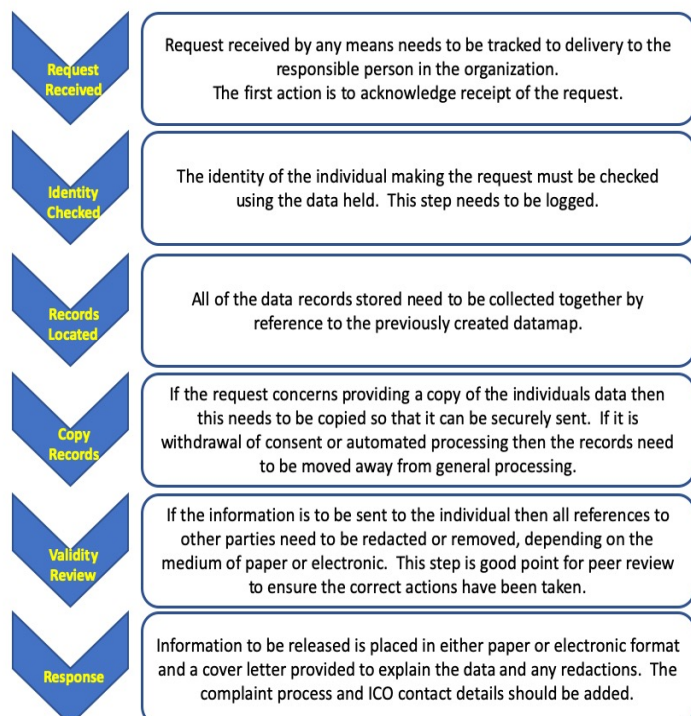 Request
Received
Request received by any means needs to be tracked to delivery to the
responsible person in the organization.
The first action is to acknowledge receipt of the request.
Identity
Checked
The identity of the individual making the request must be checked
using the data held.  This step needs to be logged.
Records
Located
All of the data records stored need to be collected together by
reference to the previously created datamap.
Copy
Records
If the request concerns providing a copy of the individuals data then
this needs to be copied so that it can be securely sent.  If it is
withdrawal of consent or automated processing then the records need
to be moved away from general processing.
Validity
Review
If the information is to be sent to the individual then all references to
other parties need to be redacted or removed, depending on the
medium of paper or electronic.  This step is good point for peer review
to ensure the correct actions have been taken.
Response
Information to be released is placed in either paper or electronic format
and a cover letter provided to explain the data and any redactions.  The
complaint process and ICO contact details should be added.